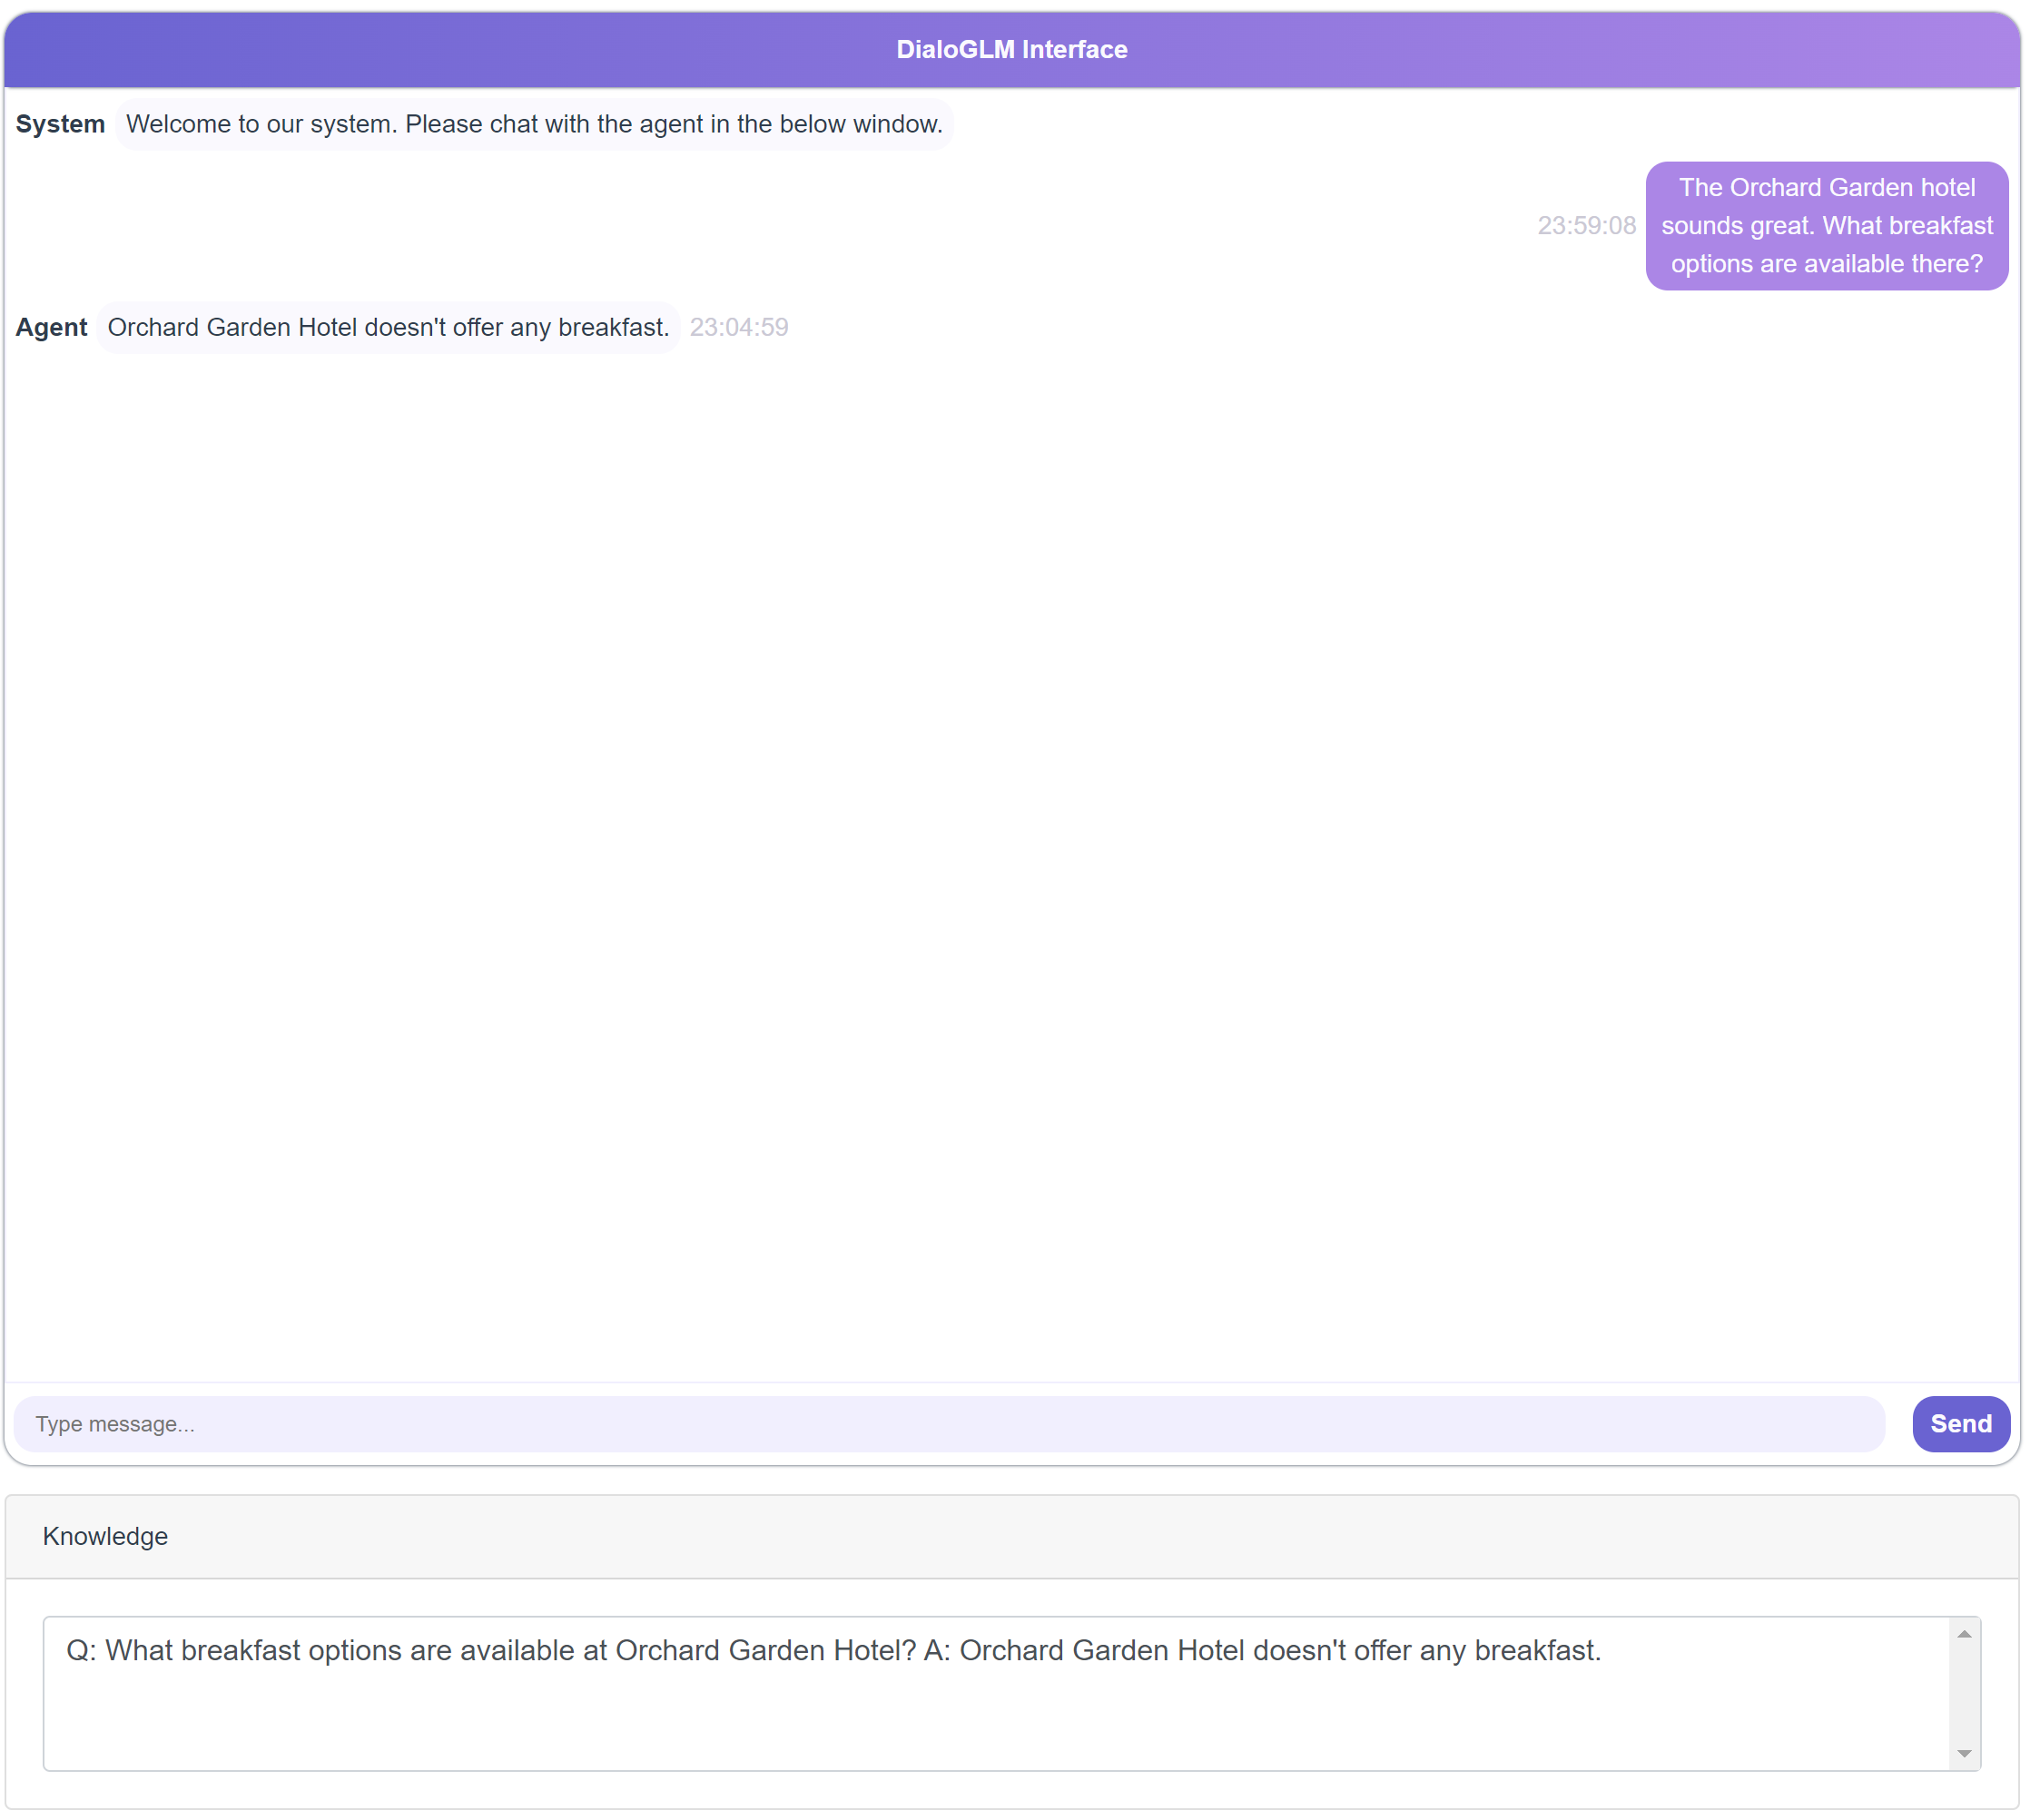 DialoGLM Interface
System Welcome to our system. Please chat with the agent in the below window.
The Orchard Garden hotel
23:59:08 sounds great. What breakfast
options are available there?
Agent Orchard Garden Hotel doesn't offer any breakfast. 23:04:59
Type message...
Send
Knowledge
Q: What breakfast options are available at Orchard Garden Hotel? A: Orchard Garden Hotel doesn't offer any breakfast.